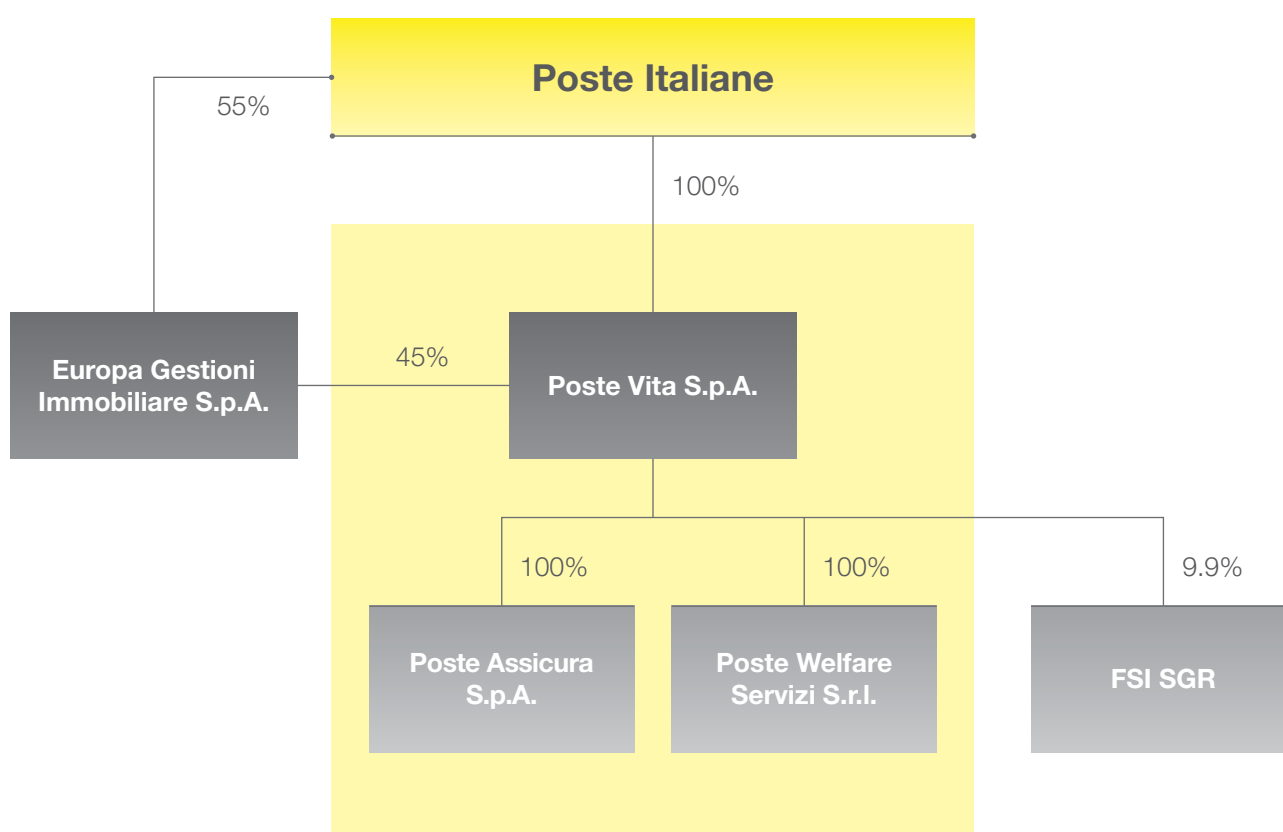 Poste Italiane
55%
100%
Europa Gestioni
Immobiliare S.p.A.
45%
Poste Vita S.p.A.
100%
100%
9.9%
Poste Assicura
S.p.A.
Poste Welfare
Servizi S.r.l.
FSI SGR